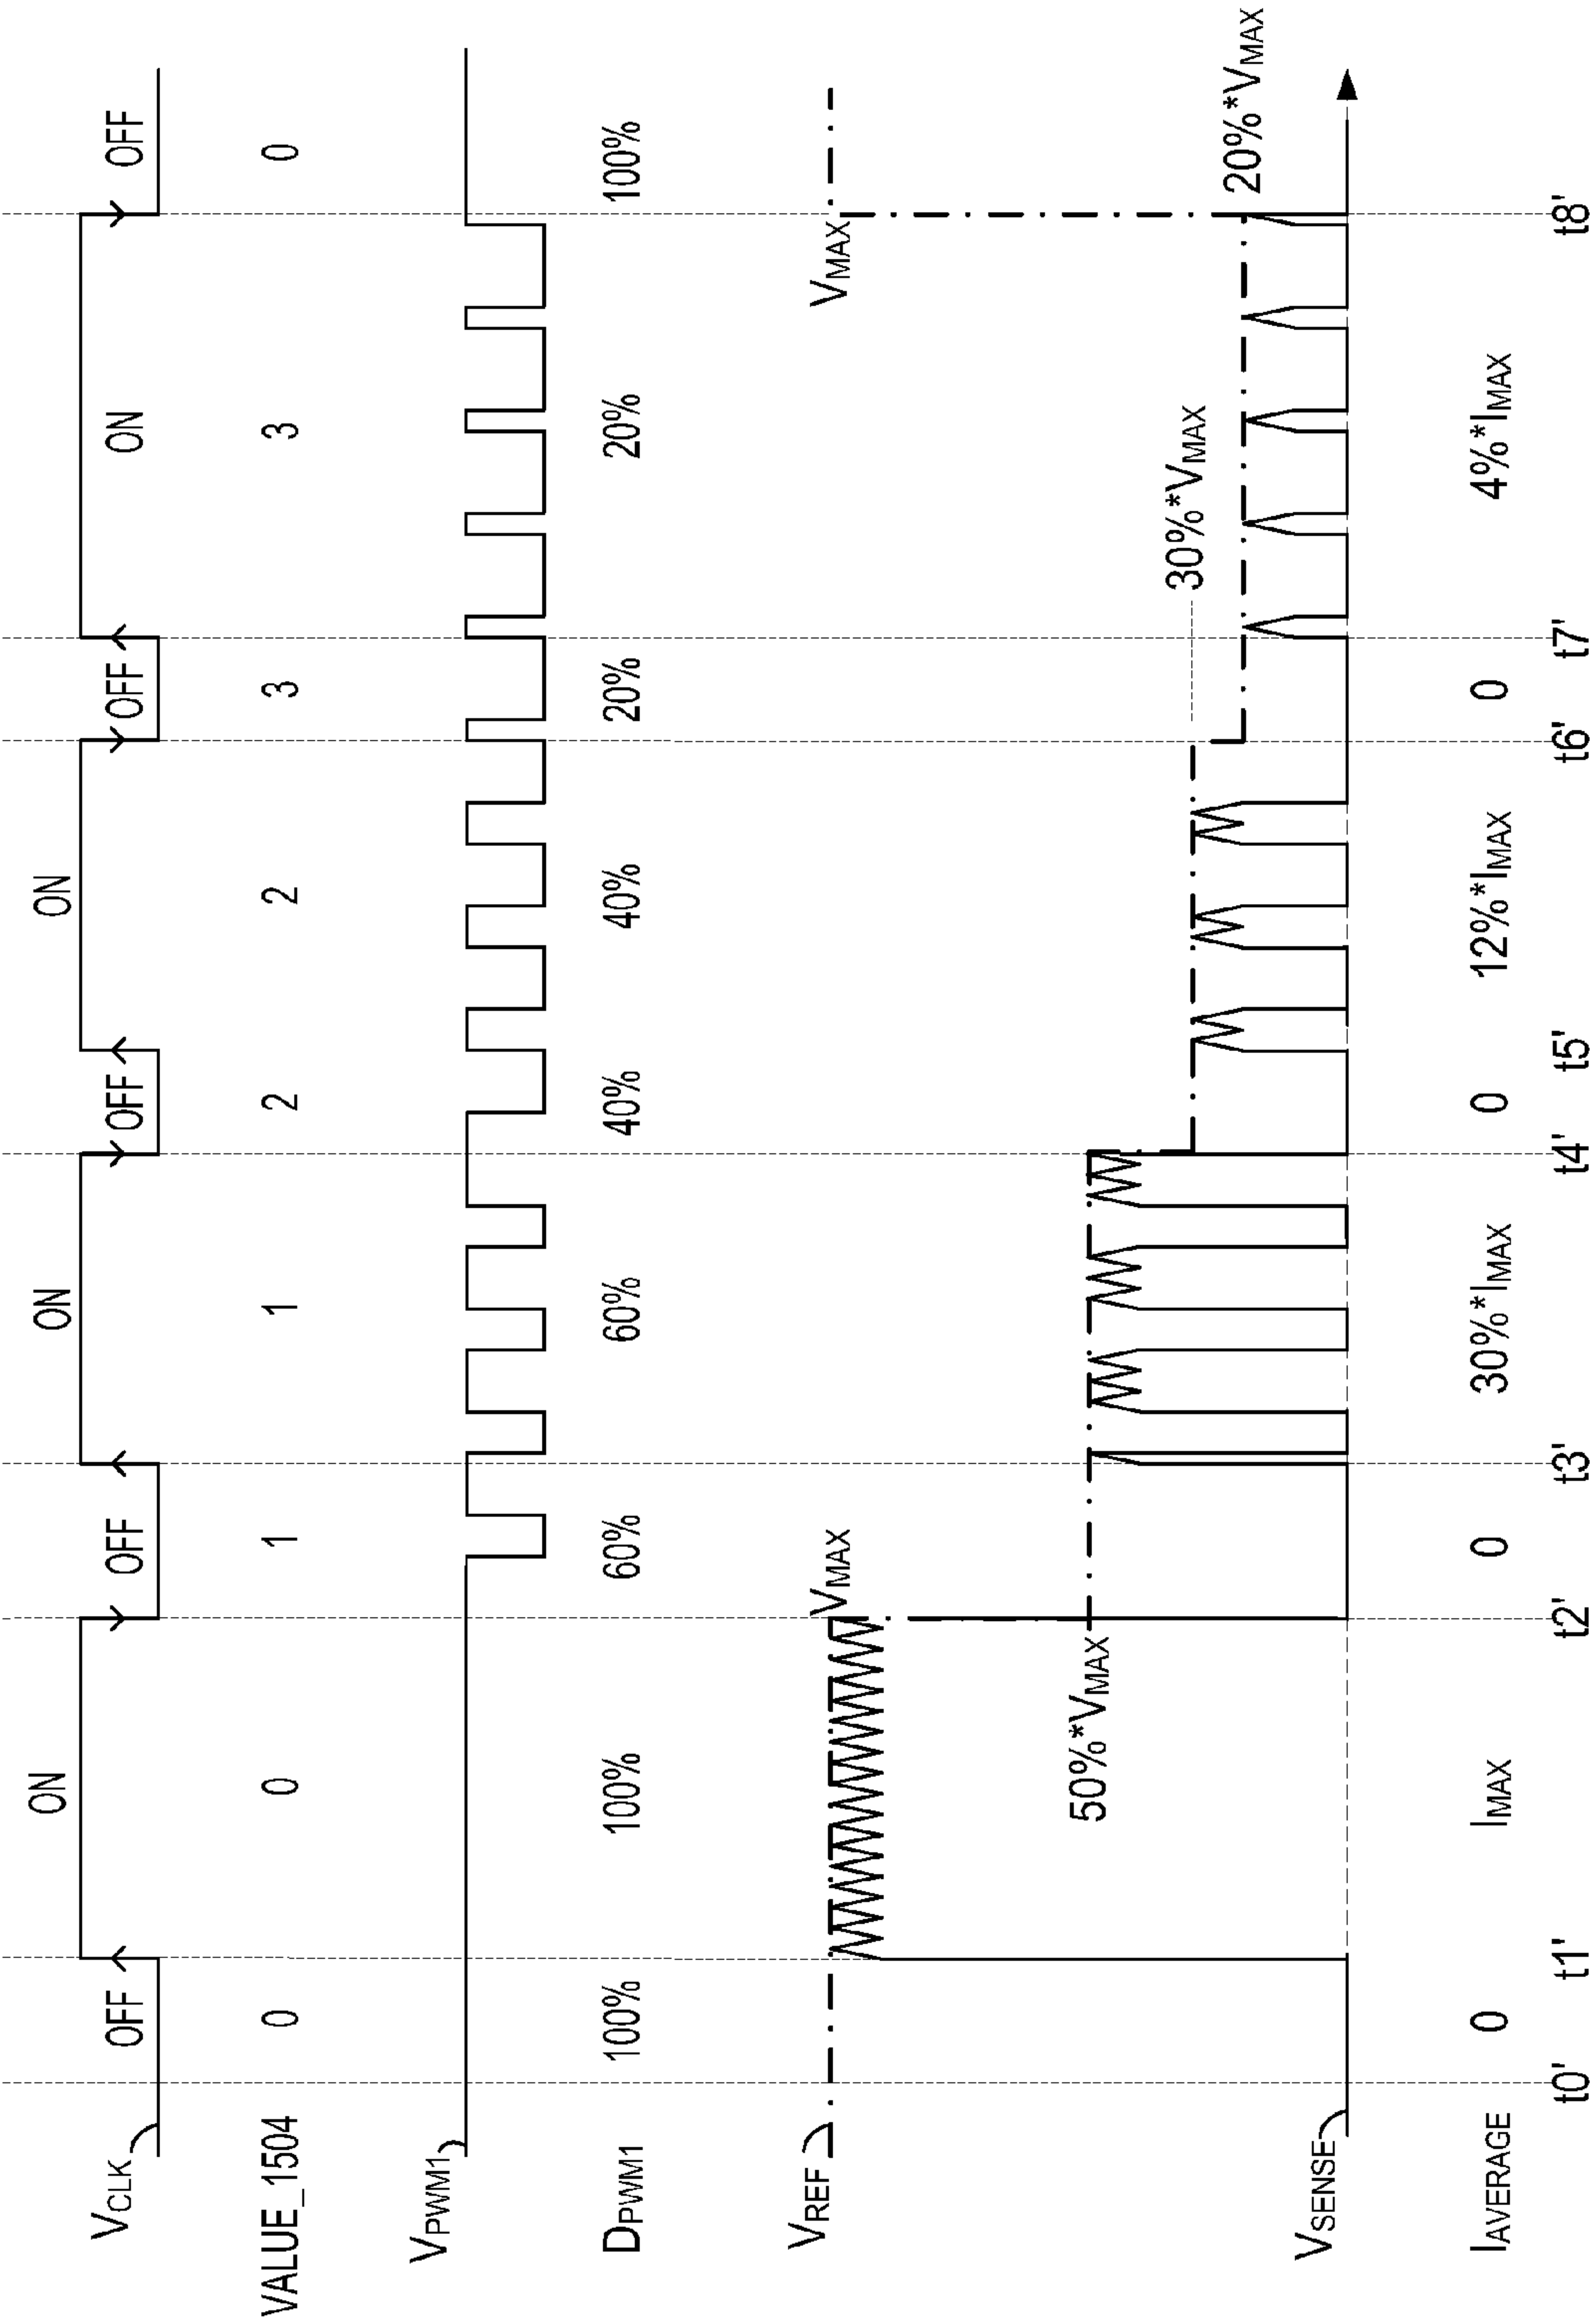 VCLK OFF ON OFF ON OFF ON OFF ON OFF
VALUE_1504 0 0 1 1 2 2 3 3 0
VPWM1
DPWM1 100% 100% 60% 60% 40% 40% 20% 20% 100%
VREF VMAX VMAX
50%*VMAX 30%*VMAX 20%*VMAX
VSENSE
IAVERAGE 0 IMAX 0 30%*IMAX 0 12%*IMAX 0 4%*IMAX
t0' t1' t2' t3' t4' t5' t6' t7' t8'